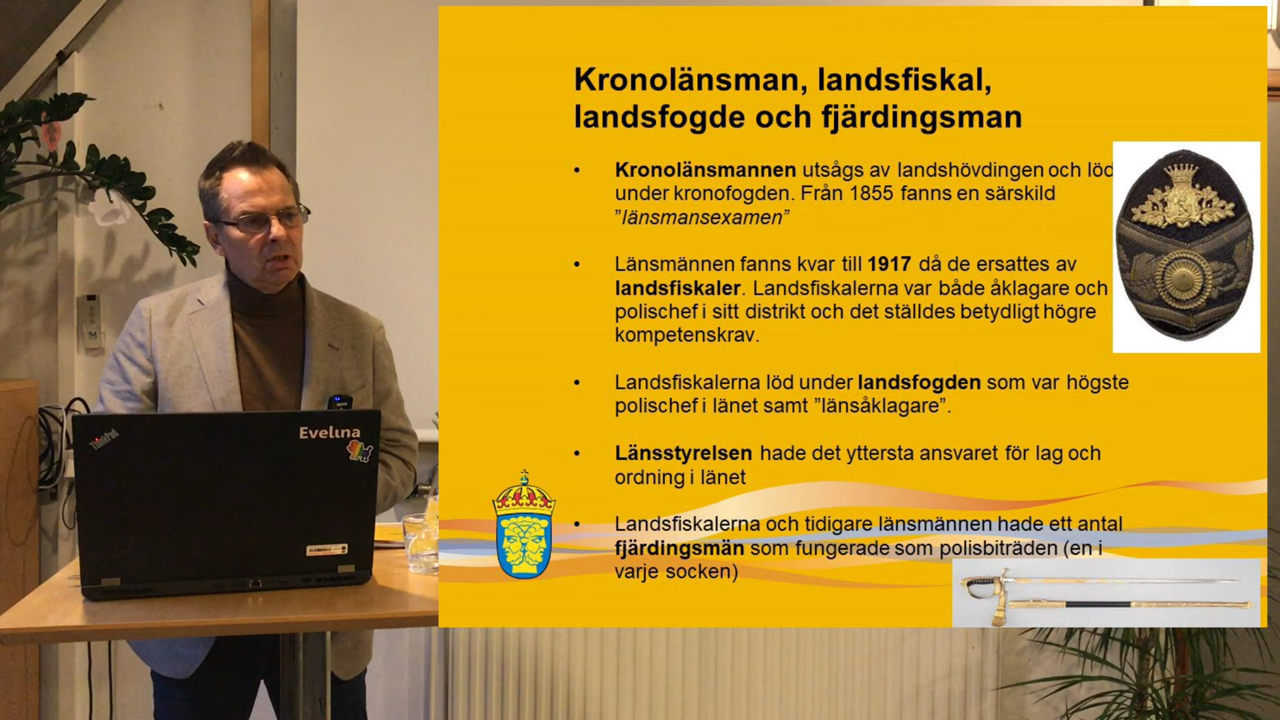 Kronolänsman, landsfiskal,
landsfogde och fjärdingsman
• Kronolänsmannen utsågs av landshövdingen och löd
under kronofogden. Från 1855 fanns en särskild
”länsmansexamen”
• Länsmännen fanns kvar till 1917 då de ersattes av
landsfiskaler. Landsfiskalerna var både åklagare och
polischef i sitt distrikt och det ställdes betydligt högre
kompetenskrav.
• Landsfiskalerna löd under landsfogden som var högste
polischef i länet samt ”länsåklagare”.
• Länsstyrelsen hade det yttersta ansvaret för lag och
ordning i länet
• Landsfiskalerna och tidigare länsmännen hade ett antal
fjärdingsmän som fungerade som polisbiträden (en i
varje socken)
ThinkPad
Evelina